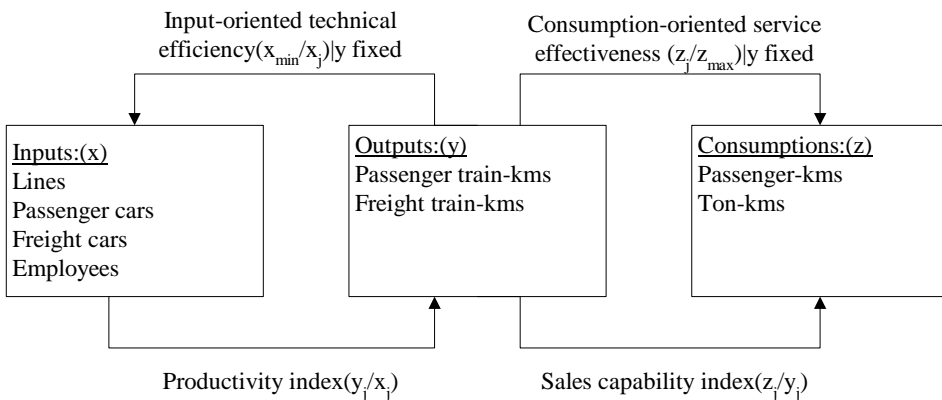 Input-oriented technical
efficiency(x_min/x_j)|y fixed
Consumption-oriented service
effectiveness (z_j/z_max)|y fixed
Inputs:(x)
Lines
Passenger cars
Freight cars
Employees
Outputs:(y)
Passenger train-kms
Freight train-kms
Consumptions:(z)
Passenger-kms
Ton-kms
Productivity index(y_j/x_j)
Sales capability index(z_j/y_j)